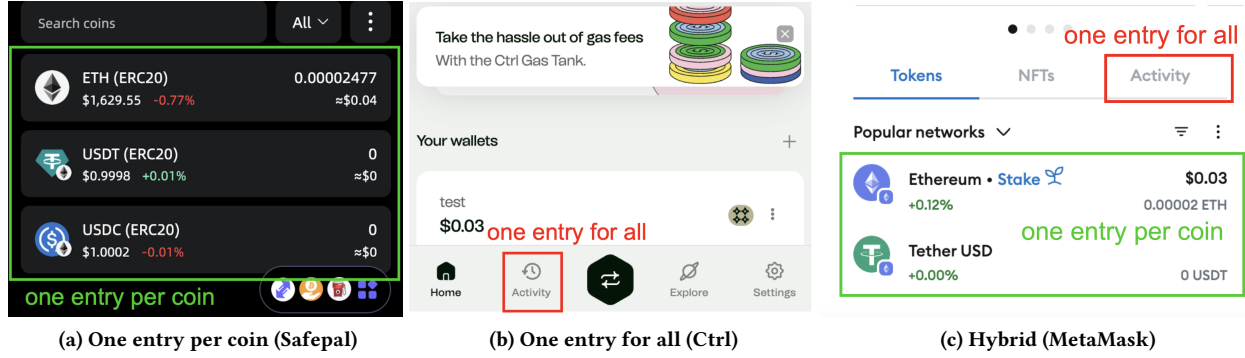 Search coins
All
ETH (ERC20)
0.00002477
$1,629.55 -0.77%
≈$0.04
USDT (ERC20)
0
$0.9998 +0.01%
≈$0
USDC (ERC20)
0
$1.0002 -0.01%
≈$0
one entry per coin
(a) One entry per coin (Safepal)
Take the hassle out of gas fees
With the Ctrl Gas Tank.
Your wallets
test
$0.03
one entry for all
Home
Activity
Explore
Settings
(b) One entry for all (Ctrl)
one entry for all
Tokens
NFTs
Activity
Popular networks
Ethereum • Stake
$0.03
+0.12%
0.00002 ETH
one entry per coin
Tether USD
+0.00%
0 USDT
(c) Hybrid (MetaMask)